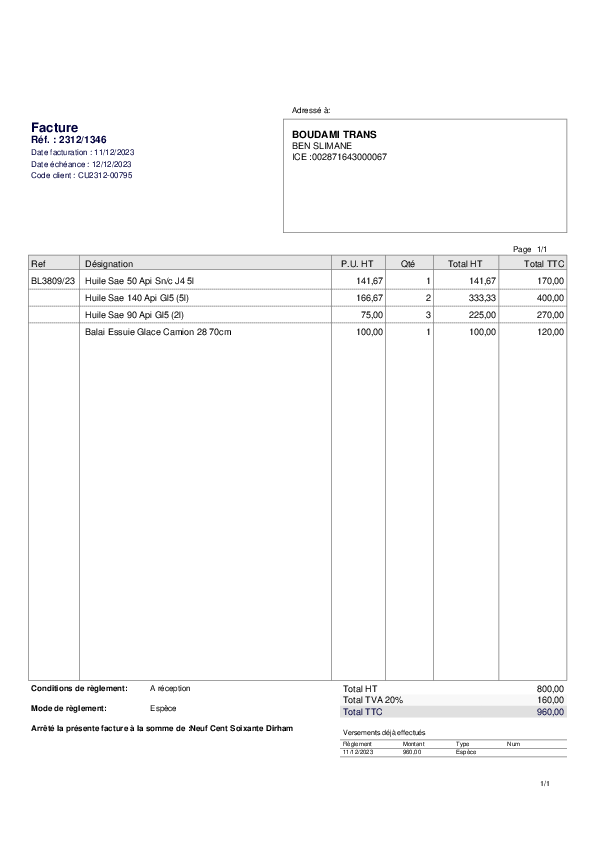 Adressé à:
Facture
Réf. : 2312/1346
Date facturation : 11/12/2023
Date échéance : 12/12/2023
Code client : CU2312-00795
BOUDAMI TRANS
BEN SLIMANE
ICE :002871643000067
Page 1/1
Ref Désignation P.U. HT Qté Total HT Total TTC
BL3809/23 Huile Sae 50 Api Sn/c J4 5l 141,67 1 141,67 170,00
Huile Sae 140 Api Gl5 (5l) 166,67 2 333,33 400,00
Huile Sae 90 Api Gl5 (2l) 75,00 3 225,00 270,00
Balai Essuie Glace Camion 28 70cm 100,00 1 100,00 120,00
Conditions de règlement: A réception
Mode de règlement: Espèce
Arrêté la présente facture à la somme de :Neuf Cent Soixante Dirham
Total HT 800,00
Total TVA 20% 160,00
Total TTC 960,00
Versements déjà effectués
Règlement Montant Type Num
11/12/2023 960,00 Espèce
1/1